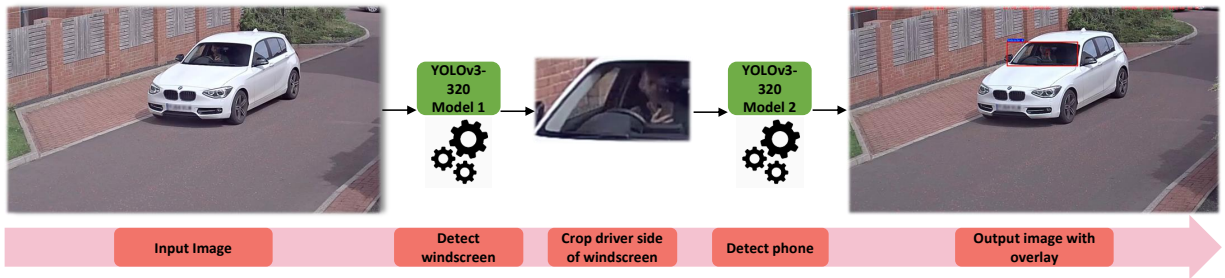 YOLOv3-
320
Model 1
YOLOv3-
320
Model 2
Input Image
Detect
windscreen
Crop driver side
of windscreen
Detect phone
Output image with
overlay